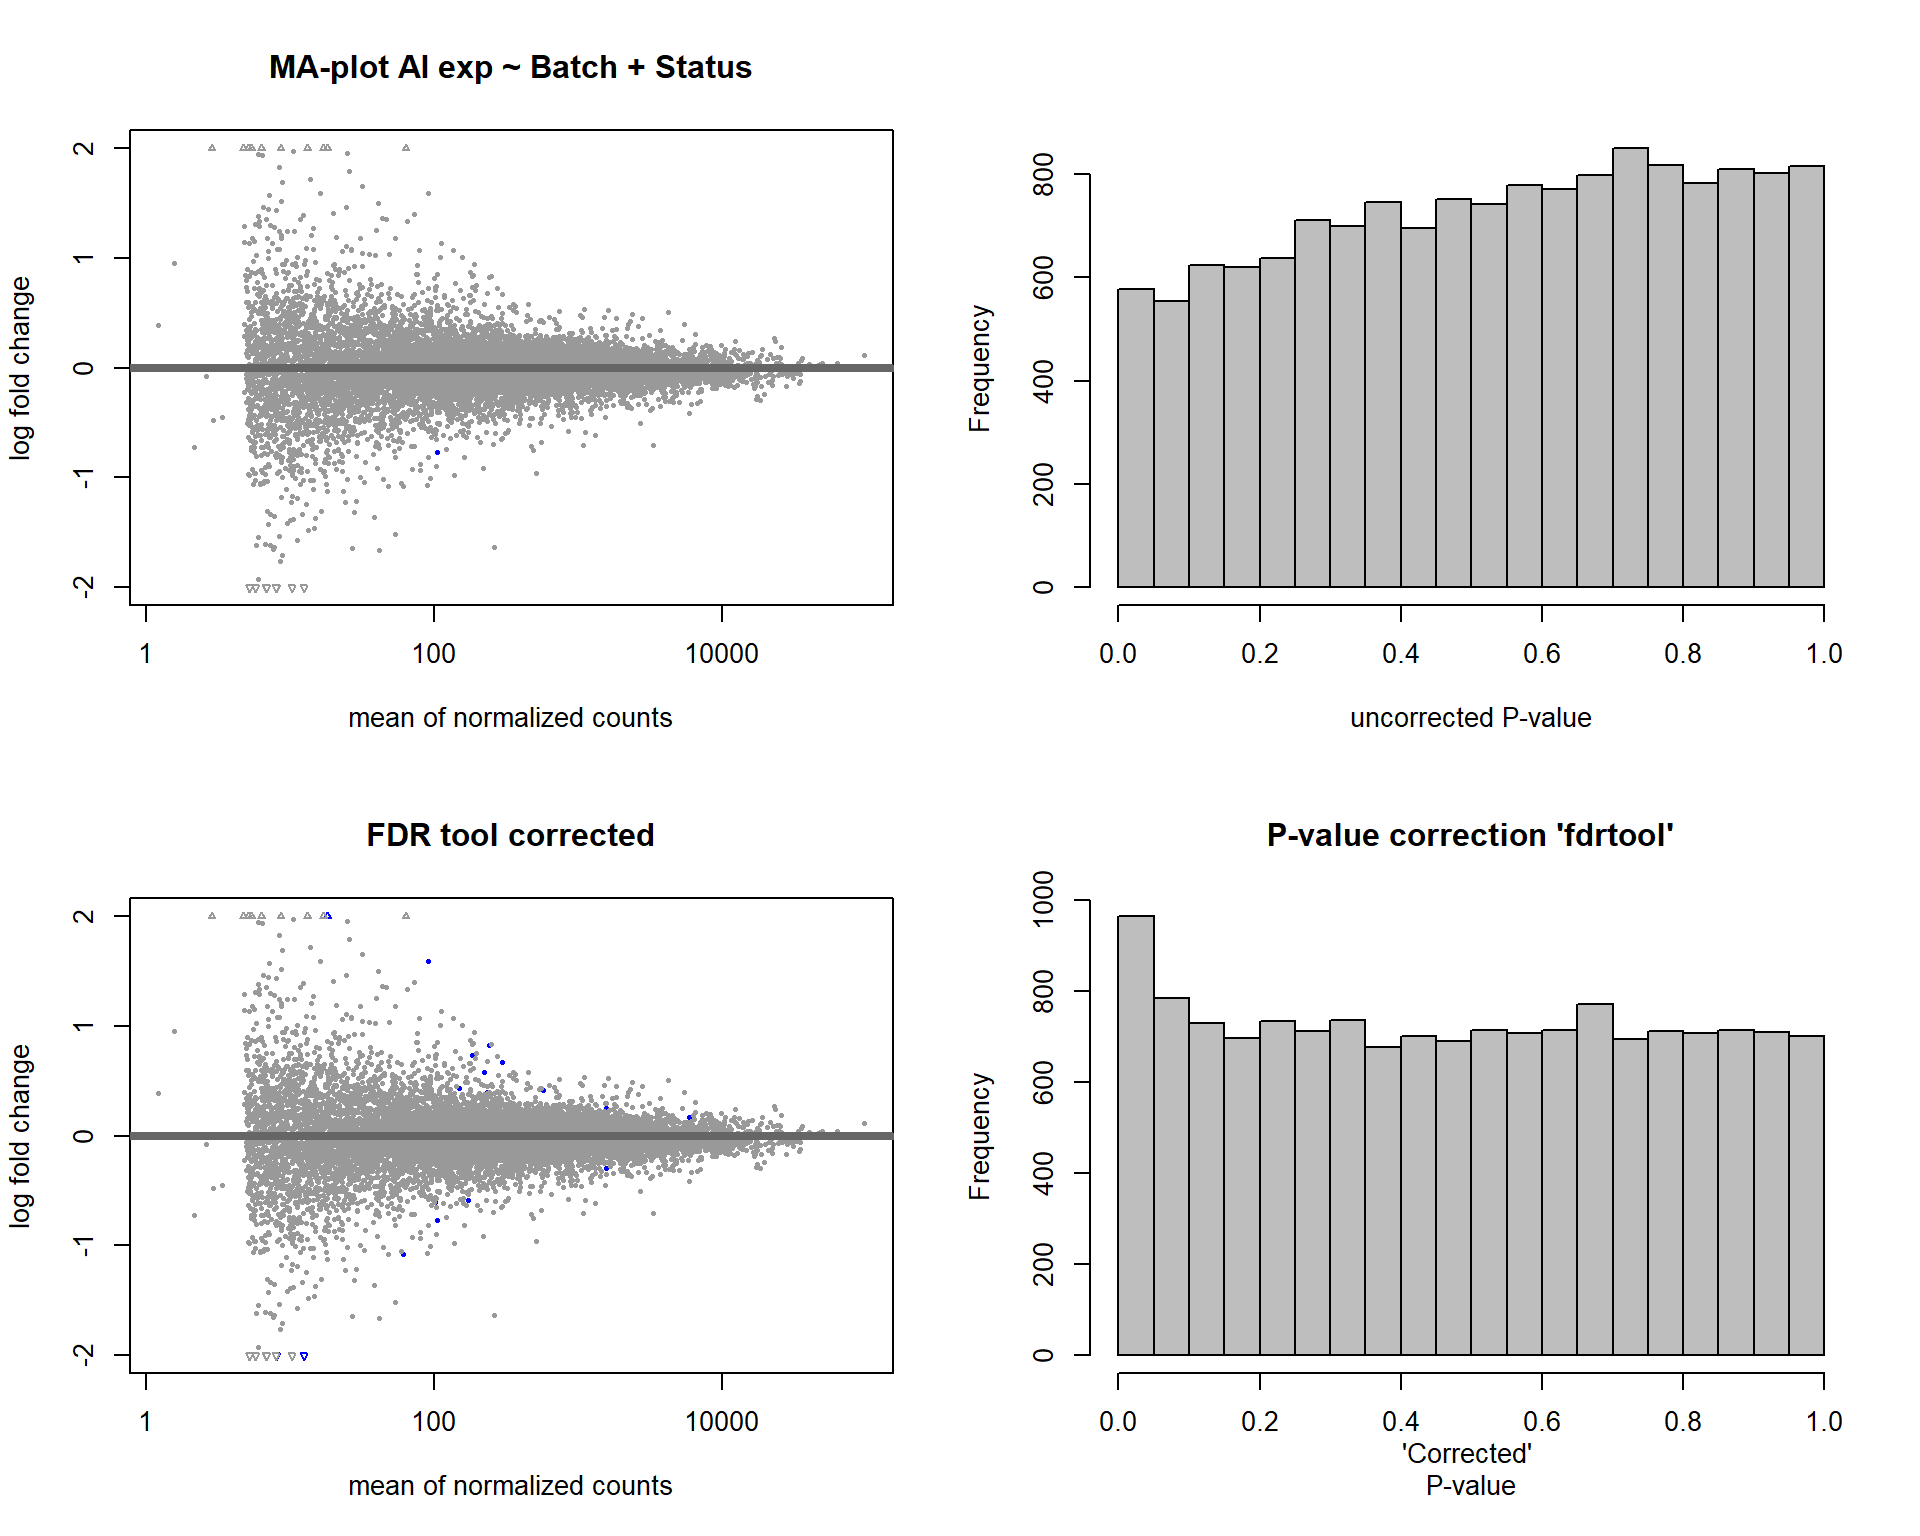 MA-plot AI exp ~ Batch + Status
log fold change
2
1
0
-1
-2
1 100 10000
mean of normalized counts
Frequency
800
600
400
200
0
0.0 0.2 0.4 0.6 0.8 1.0
uncorrected P-value
FDR tool corrected
log fold change
2
1
0
-1
-2
1 100 10000
mean of normalized counts
P-value correction 'fdrtool'
Frequency
1000
800
600
400
200
0
0.0 0.2 0.4 0.6 0.8 1.0
'Corrected'
P-value